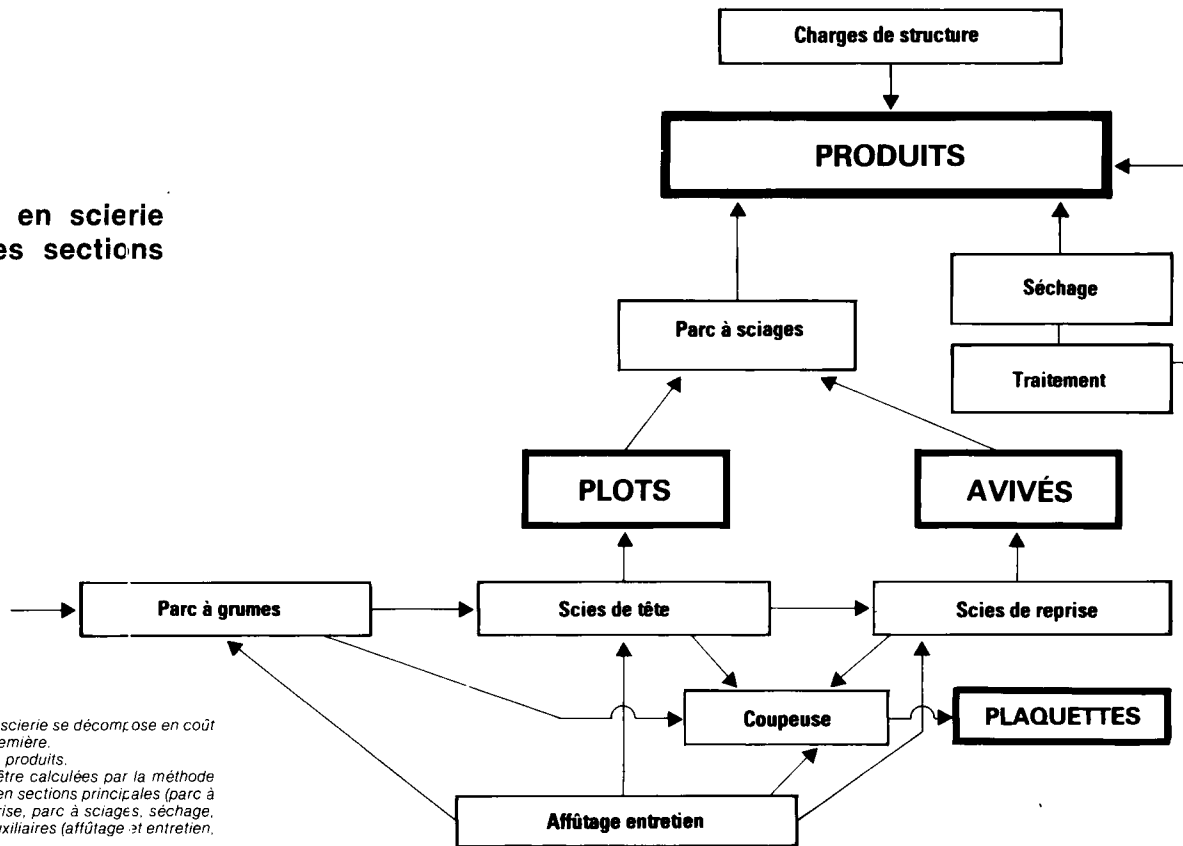 Charges de structure
PRODUITS
en scierie
es sections
Séchage
Parc à sciages
Traitement
PLOTS
AVIVÉS
Parc à grumes
Scies de tête
Scies de reprise
Coupeuse
PLAQUETTES
scierie se décompose en coût
emière.
produits.
être calculées par la méthode
en sections principales (parc à
rise, parc à sciages, séchage,
xiliaires (affûtage et entretien,
Affûtage entretien